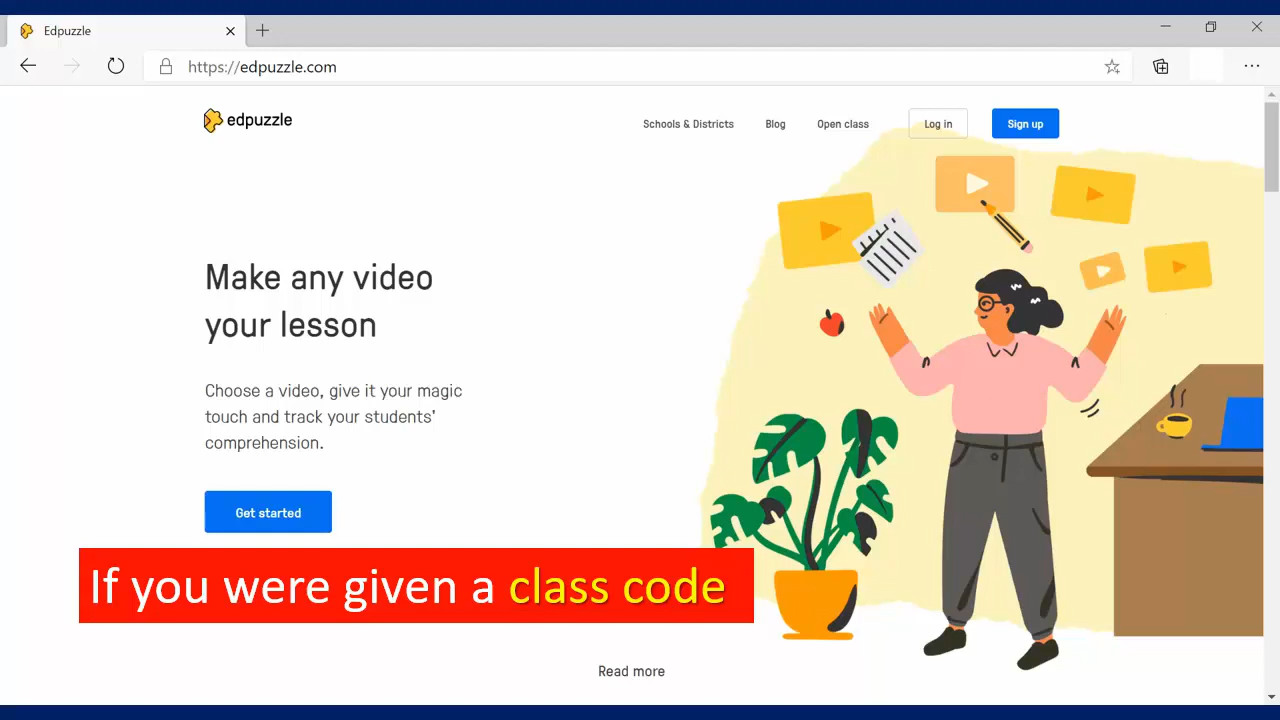 Edpuzzle
https://edpuzzle.com
edpuzzle
Schools & Districts
Blog
Open class
Log in
Sign up
Make any video
your lesson
Choose a video, give it your magic
touch and track your students'
comprehension.
Get started
If you were given a class code
Read more